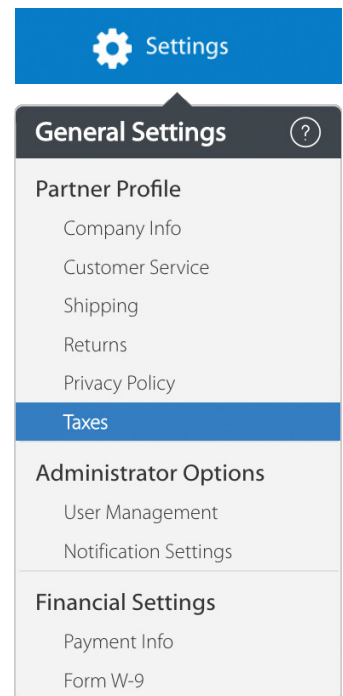 Settings
General Settings ?
Partner Profile
Company Info
Customer Service
Shipping
Returns
Privacy Policy
Taxes
Administrator Options
User Management
Notification Settings
Financial Settings
Payment Info
Form W-9